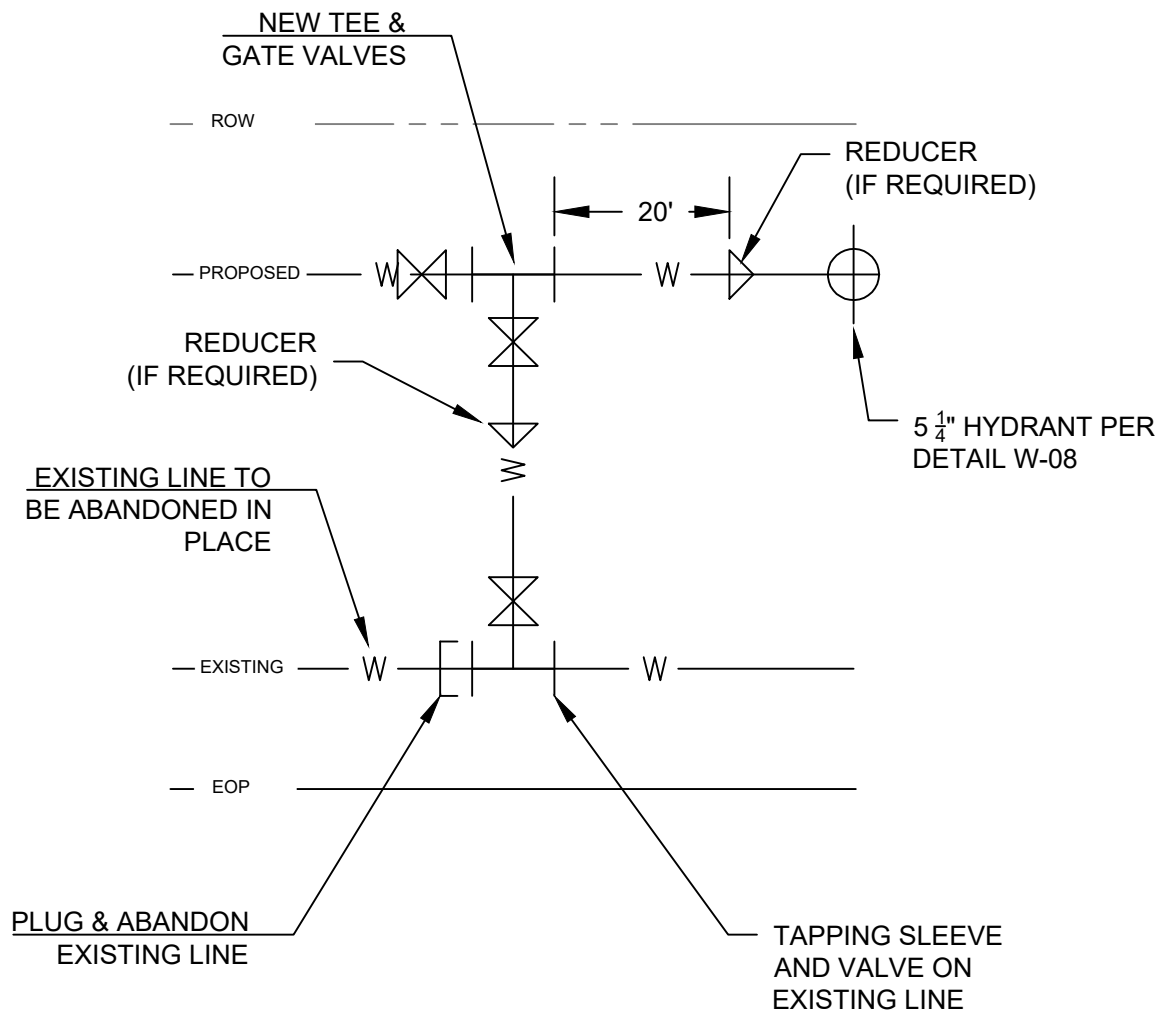 NEW TEE &
GATE VALVES
ROW
REDUCER
(IF REQUIRED)
20'
PROPOSED
W
W
REDUCER
(IF REQUIRED)
5 1/4" HYDRANT PER
DETAIL W-08
W
EXISTING LINE TO
BE ABANDONED IN
PLACE
EXISTING
W
W
EOP
PLUG & ABANDON
EXISTING LINE
TAPPING SLEEVE
AND VALVE ON
EXISTING LINE